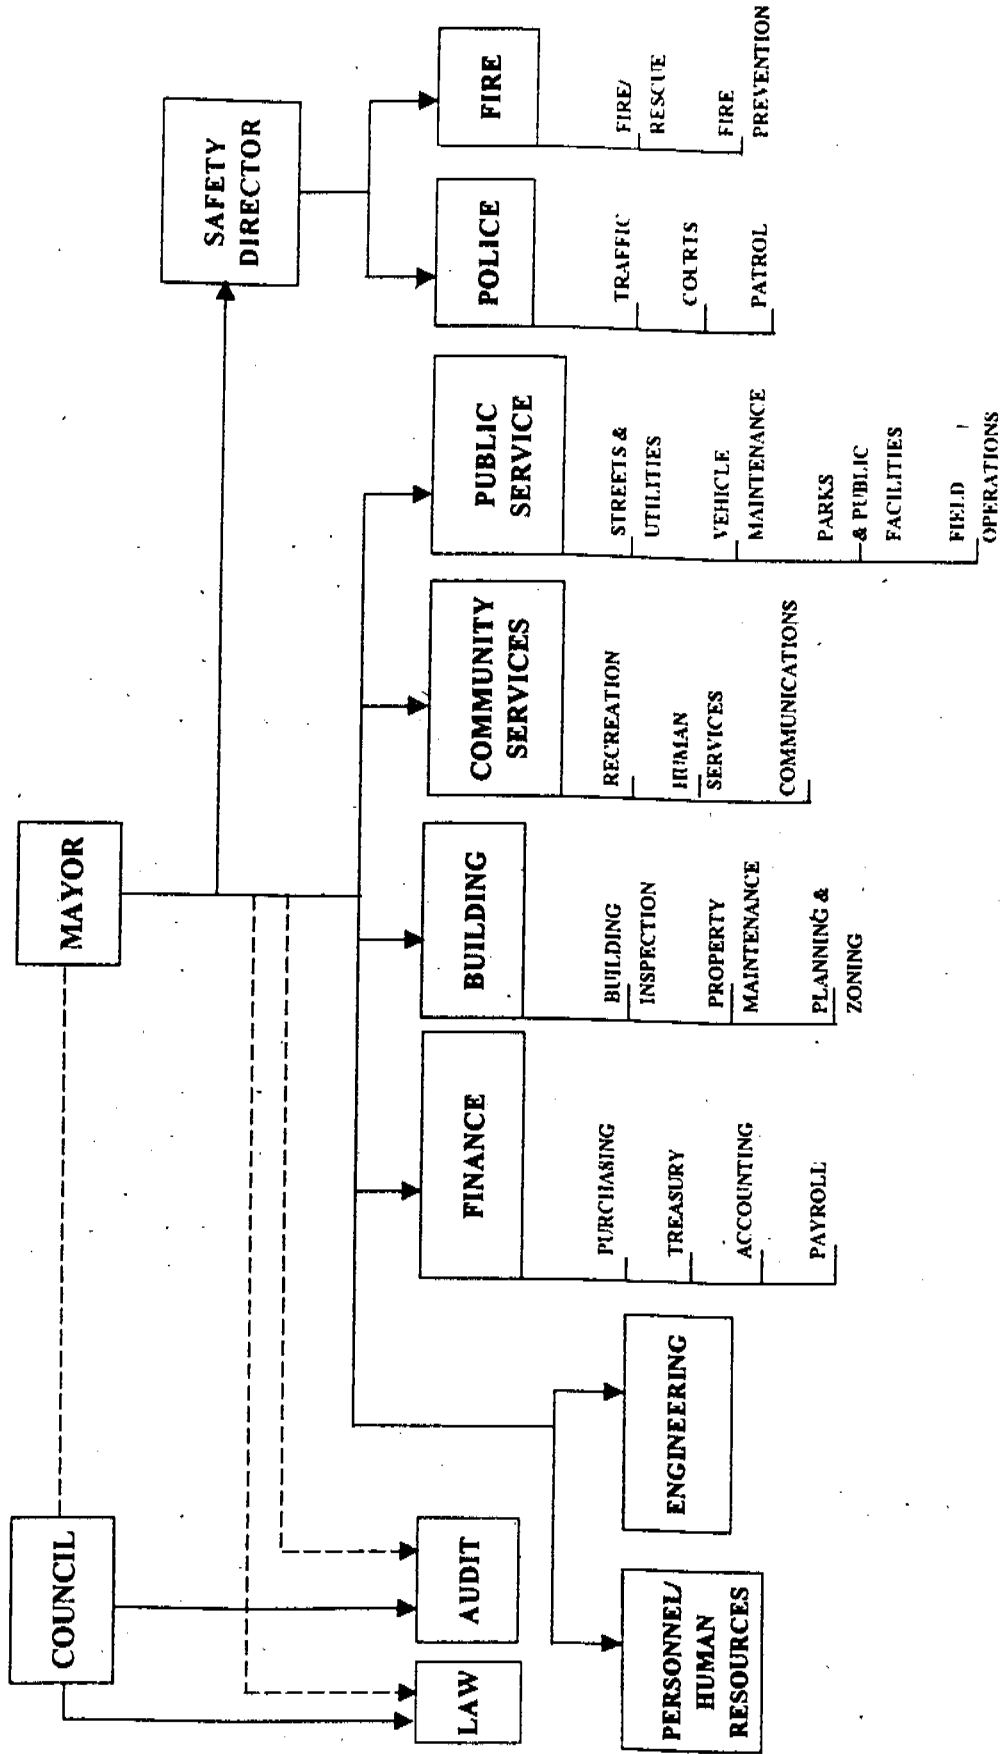 COUNCIL
MAYOR
SAFETY
DIRECTOR
LAW
AUDIT
FINANCE
BUILDING
COMMUNITY
SERVICES
PUBLIC
SERVICE
POLICE
FIRE
PERSONNEL/
HUMAN
RESOURCES
ENGINEERING
PURCHASING
TREASURY
ACCOUNTING
PAYROLL
BUILDING
INSPECTION
PROPERTY
MAINTENANCE
PLANNING &
ZONING
RECREATION
HUMAN
SERVICES
COMMUNICATIONS
STREETS &
UTILITIES
VEHICLE
MAINTENANCE
PARKS
& PUBLIC
FACILITIES
FIELD
OPERATIONS
TRAFFIC
COURTS
PATROL
FIRE/
RESCUE
FIRE
PREVENTION